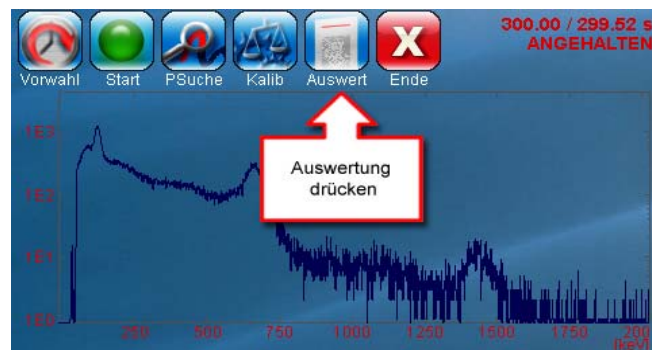 300.00 / 299.52 s
ANGEHALTEN
Vorwahl Start PSuche Kalib Auswert Ende
Auswertung
drücken
1E3
1E2
1E1
1E0
250 500 750 1000 1250 1500 1750 200
[keV]